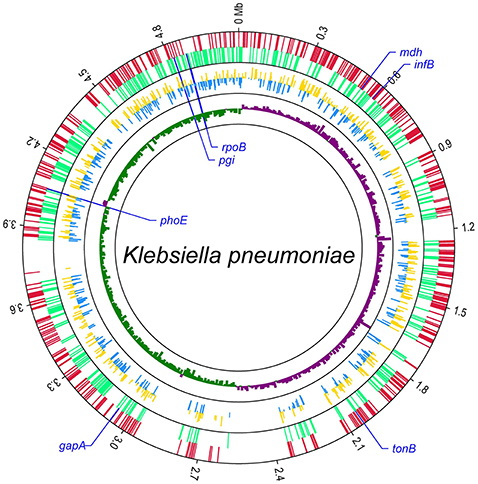 0 Mb
0.3
mdh
0.6
infB
0.9
1.2
1.5
1.8
tonB
2.1
2.4
2.7
3.0
gapA
3.3
3.6
3.9
phoE
4.2
4.5
4.8
rpoB
pgi
Klebsiella pneumoniae